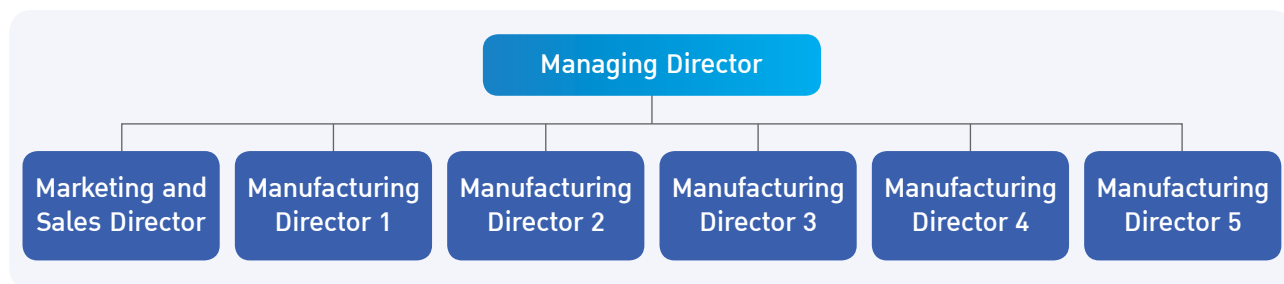 Managing Director
Marketing and
Sales Director
Manufacturing
Director 1
Manufacturing
Director 2
Manufacturing
Director 3
Manufacturing
Director 4
Manufacturing
Director 5